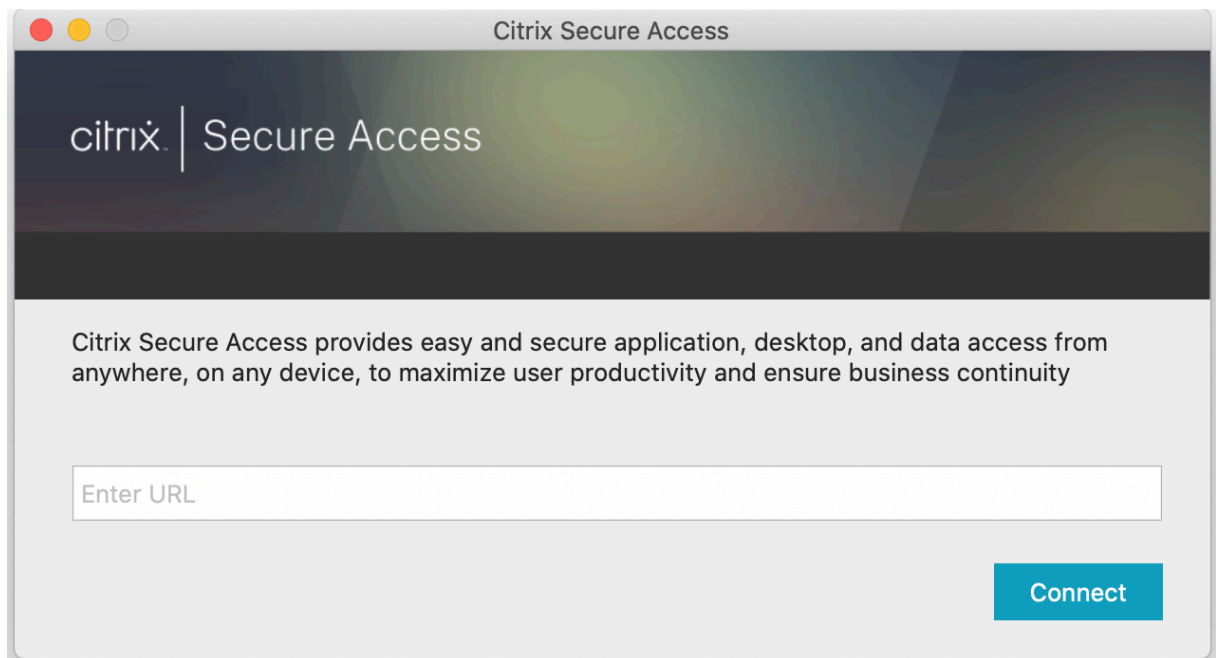 Citrix Secure Access
citrix. | Secure Access
Citrix Secure Access provides easy and secure application, desktop, and data access from
anywhere, on any device, to maximize user productivity and ensure business continuity
Enter URL
Connect